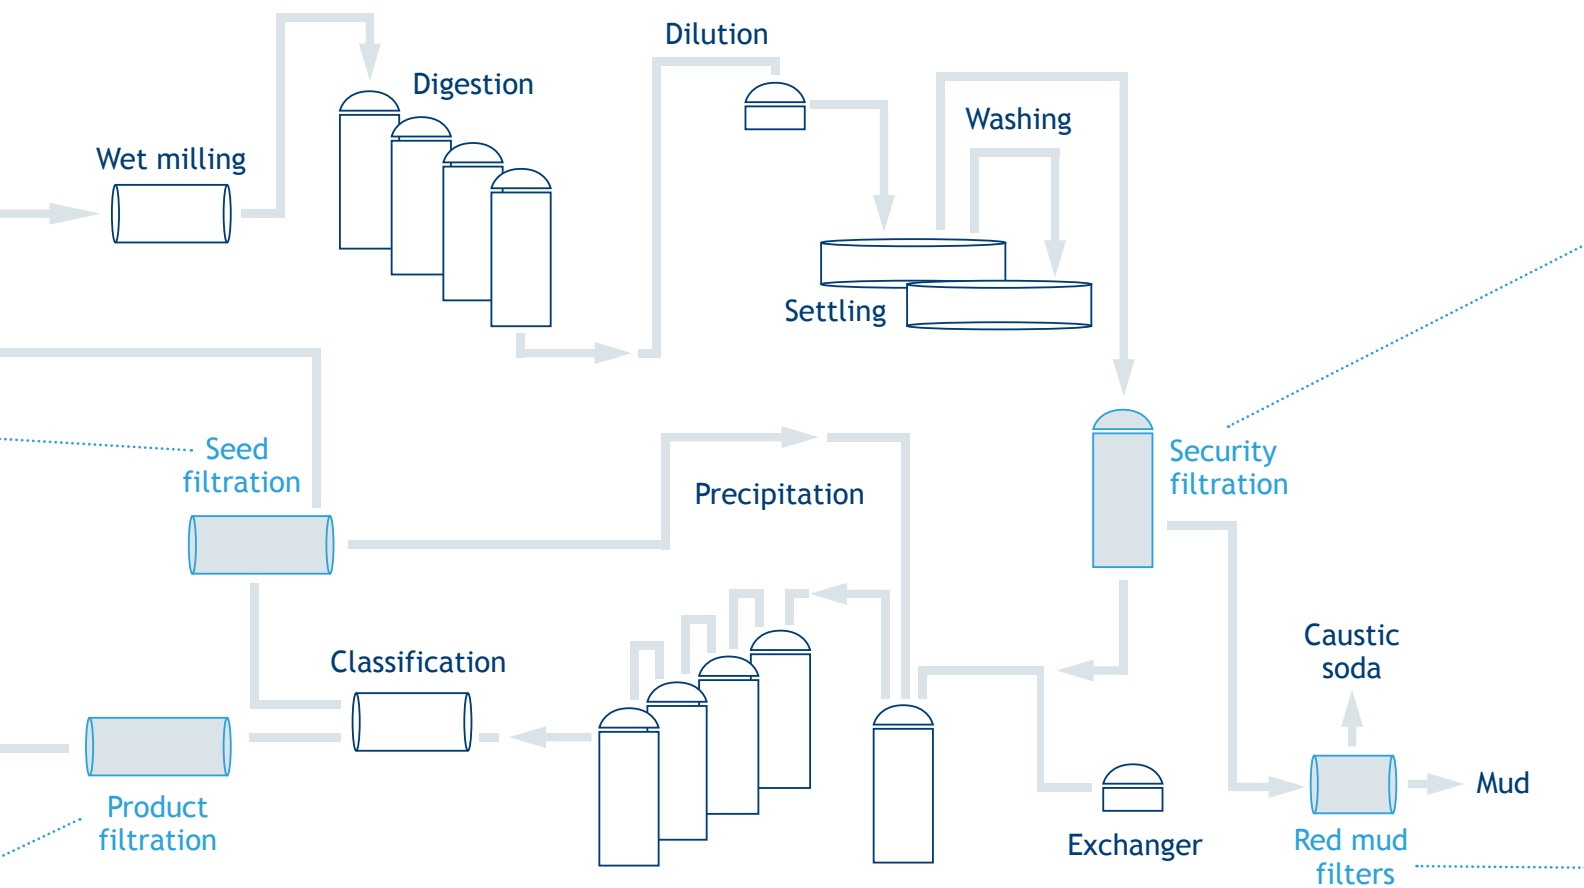 Dilution
Digestion
Washing
Wet milling
Settling
Seed
filtration
Security
filtration
Precipitation
Caustic
soda
Classification
Mud
Product
filtration
Exchanger
Red mud
filters